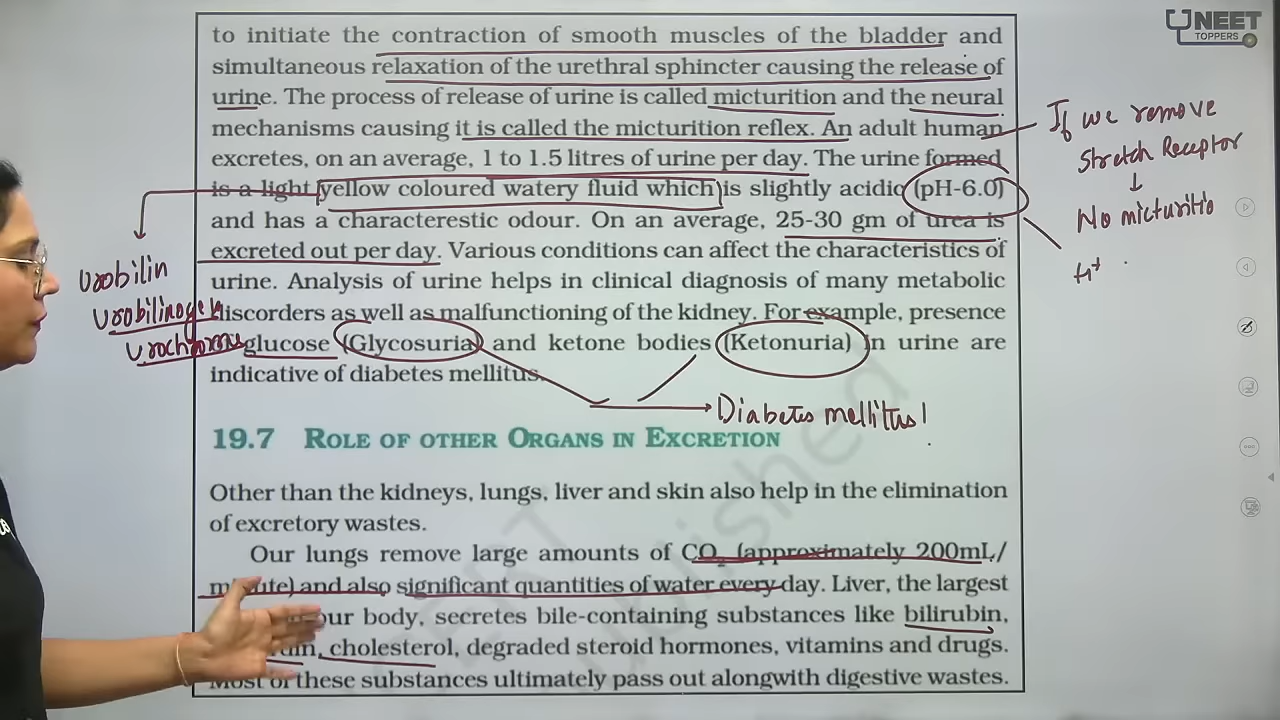 to initiate the contraction of smooth muscles of the bladder and
simultaneous relaxation of the urethral sphincter causing the release of
urine. The process of release of urine is called micturition and the neural
mechanisms causing it is called the micturition reflex. An adult human
excretes, on an average, 1 to 1.5 litres of urine per day. The urine formed
is a light yellow coloured watery fluid which is slightly acidic (pH-6.0)
and has a characterestic odour. On an average, 25-30 gm of urea is
excreted out per day. Various conditions can affect the characteristics of
urine. Analysis of urine helps in clinical diagnosis of many metabolic
discorders as well as malfunctioning of the kidney. For example, presence
glucose (Glycosuria) and ketone bodies (Ketonuria) in urine are
indicative of diabetes mellitus.
19.7 ROLE OF OTHER ORGANS IN EXCRETION
Other than the kidneys, lungs, liver and skin also help in the elimination
of excretory wastes.
Our lungs remove large amounts of CO₂ (approximately 200mL/
minute) and also significant quantities of water every day. Liver, the largest
our body, secretes bile-containing substances like bilirubin,
cholesterol, degraded steroid hormones, vitamins and drugs.
Most of these substances ultimately pass out alongwith digestive wastes.
UNEET
TOPPERS
If we remove
Stretch Receptor
↓
No micturitio
H+
Urobilin
Urobilinogen
Urochrome
Diabetes mellitus!